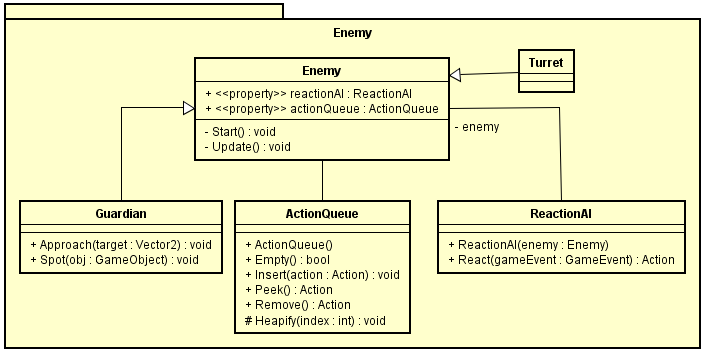 Enemy
Enemy
+ <<property>> reactionAI : ReactionAI
+ <<property>> actionQueue : ActionQueue
- Start() : void
- Update() : void
Turret
- enemy
Guardian
+ Approach(target : Vector2) : void
+ Spot(obj : GameObject) : void
ActionQueue
+ ActionQueue()
+ Empty() : bool
+ Insert(action : Action) : void
+ Peek() : Action
+ Remove() : Action
# Heapify(index : int) : void
ReactionAI
+ ReactionAI(enemy : Enemy)
+ React(gameEvent : GameEvent) : Action